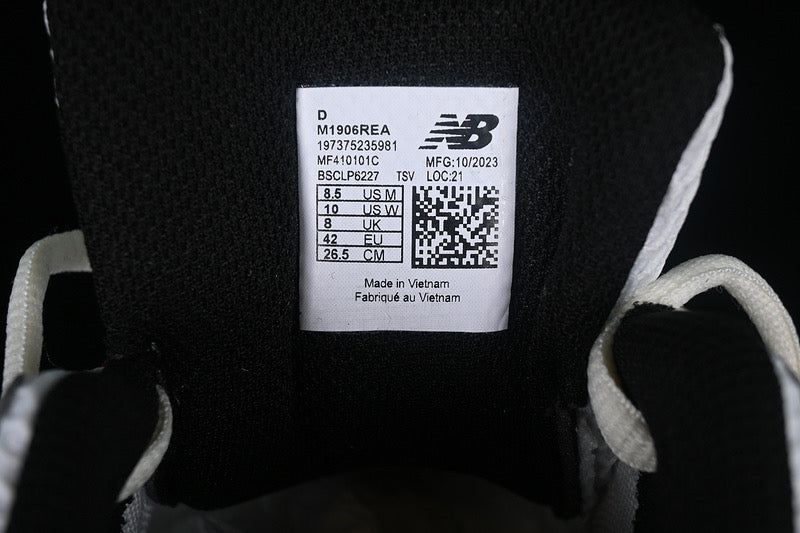 D
M1906REA
197375235981
MF410101C
BSCLP6227 TSV
NB
MFG:10/2023
LOC:21
8.5 US M
10 US W
8 UK
42 EU
26.5 CM
Made in Vietnam
Fabriqué au Vietnam